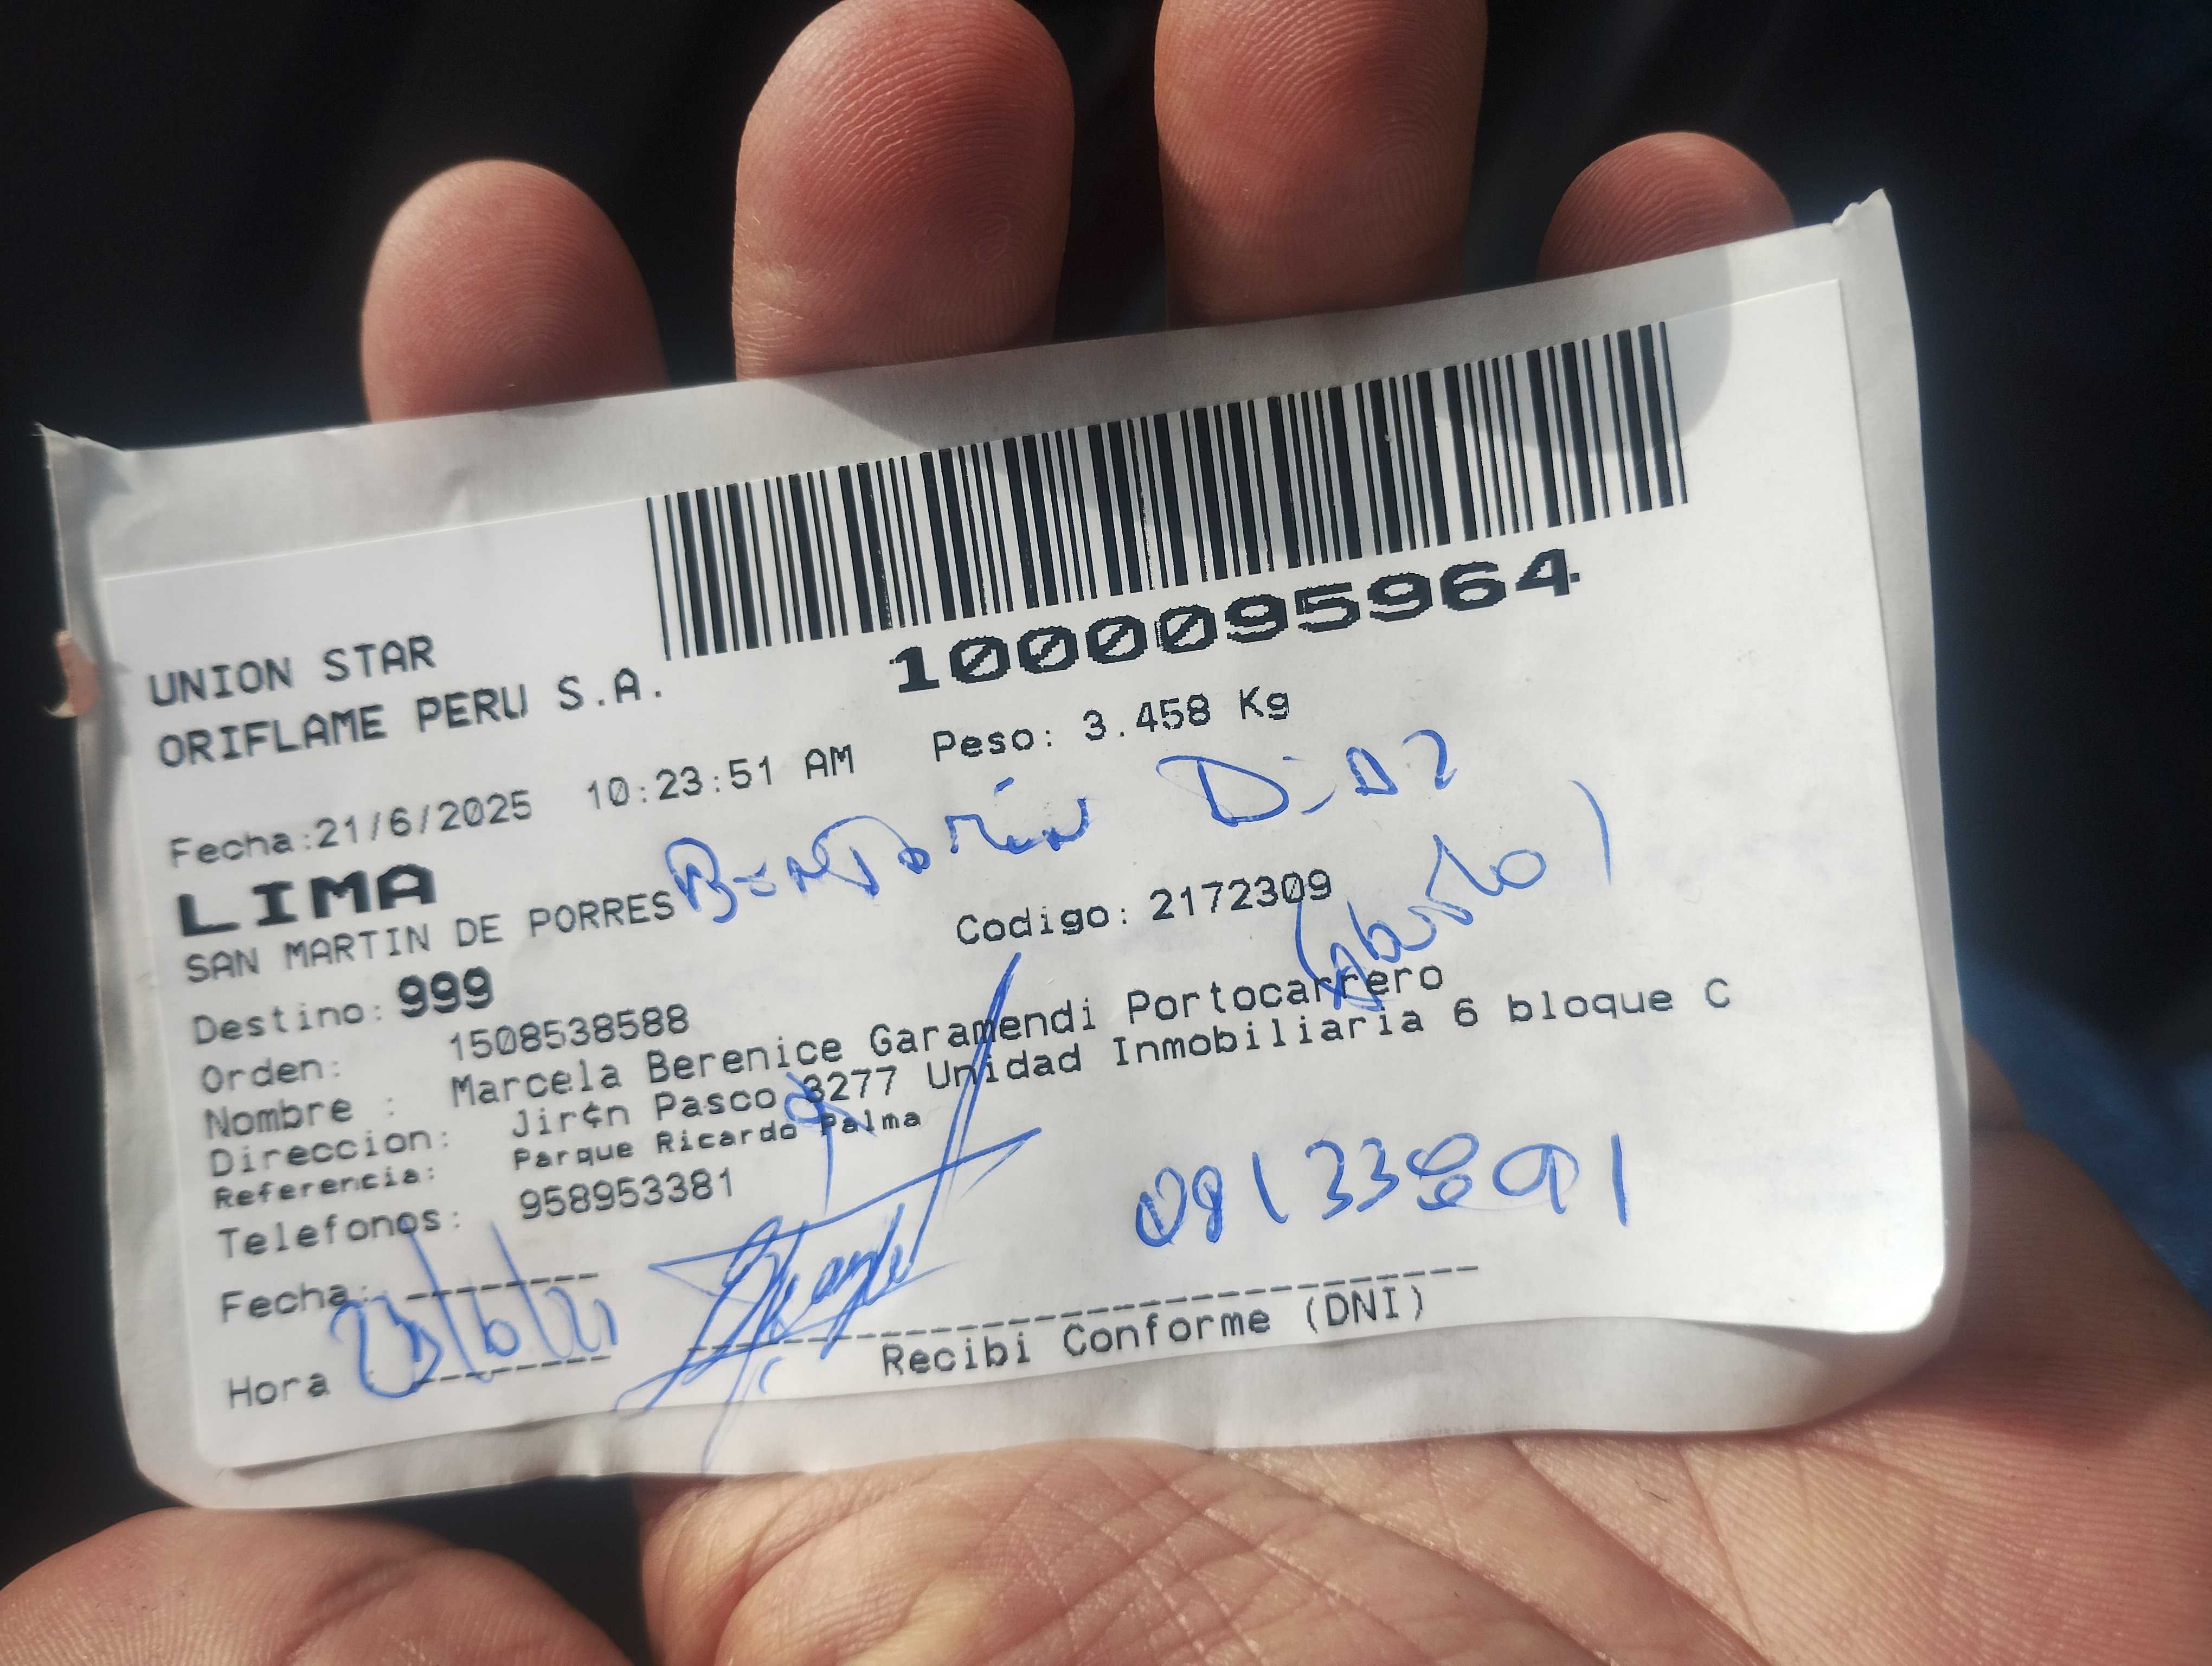 1000095964
UNION STAR
ORIFLAME PERU S.A.
Fecha:21/6/2025 10:23:51 AM Peso: 3.458 Kg
LIMA
SAN MARTIN DE PORRES
Codigo: 2172309
Destino: 999
Orden: 1508538588
Nombre : Marcela Berenice Garamendi Portocarrero
Direccion: Jir¢n Pasco 3277 Unidad Inmobiliaria 6 bloque C
Referencia: Parque Ricardo Palma
Telefonos: 958953381
Fecha:
Hora
Recibi Conforme (DNI)